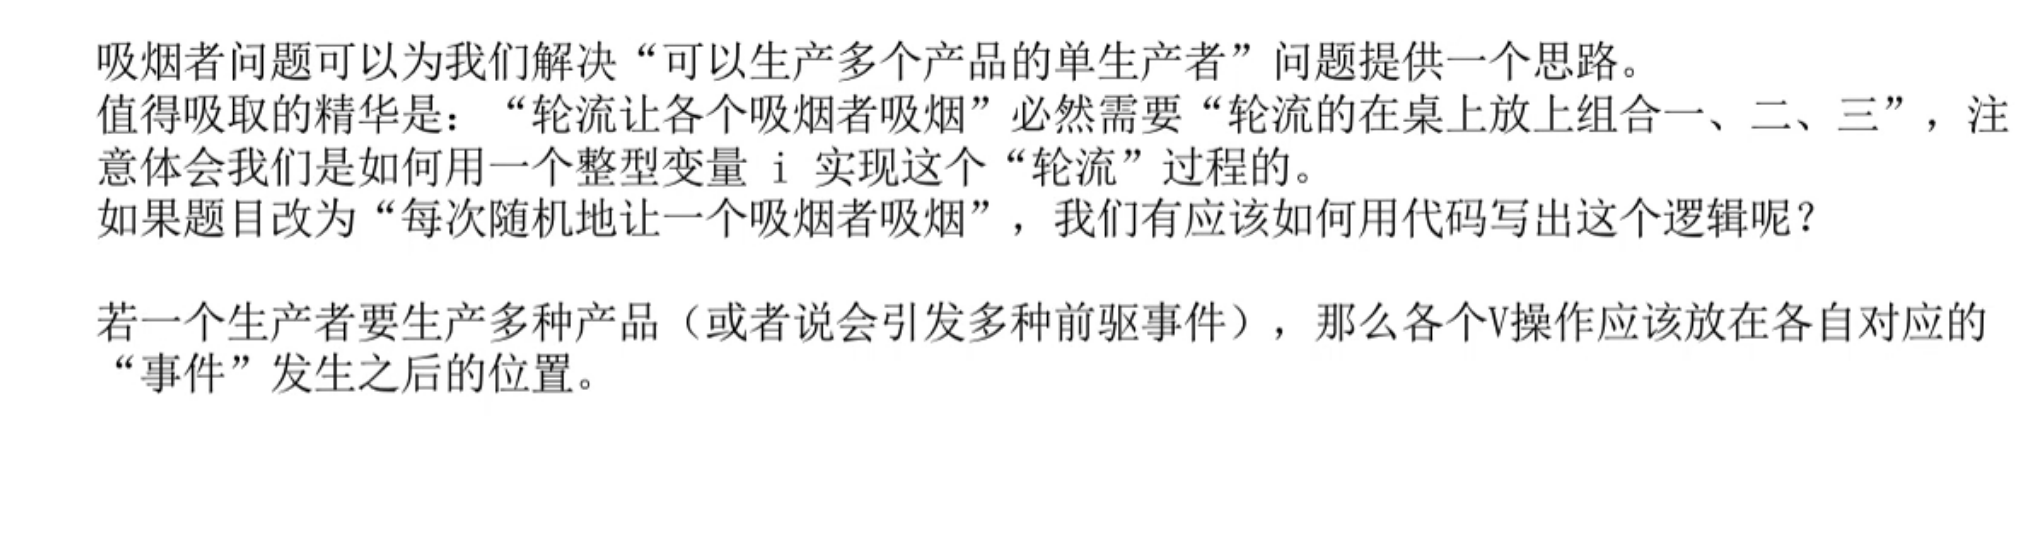 吸烟者问题可以为我们解决“可以生产多个产品的单生产者”问题提供一个思路。
值得吸取的精华是：“轮流让各个吸烟者吸烟”必然需要“轮流的在桌上放上组合一、二、三”，注
意体会我们是如何用一个整型变量 i 实现这个“轮流”过程的。
如果题目改为“每次随机地让一个吸烟者吸烟”，我们有应该如何用代码写出这个逻辑呢？
若一个生产者要生产多种产品（或者说会引发多种前驱事件），那么各个V操作应该放在各自对应的
“事件”发生之后的位置。